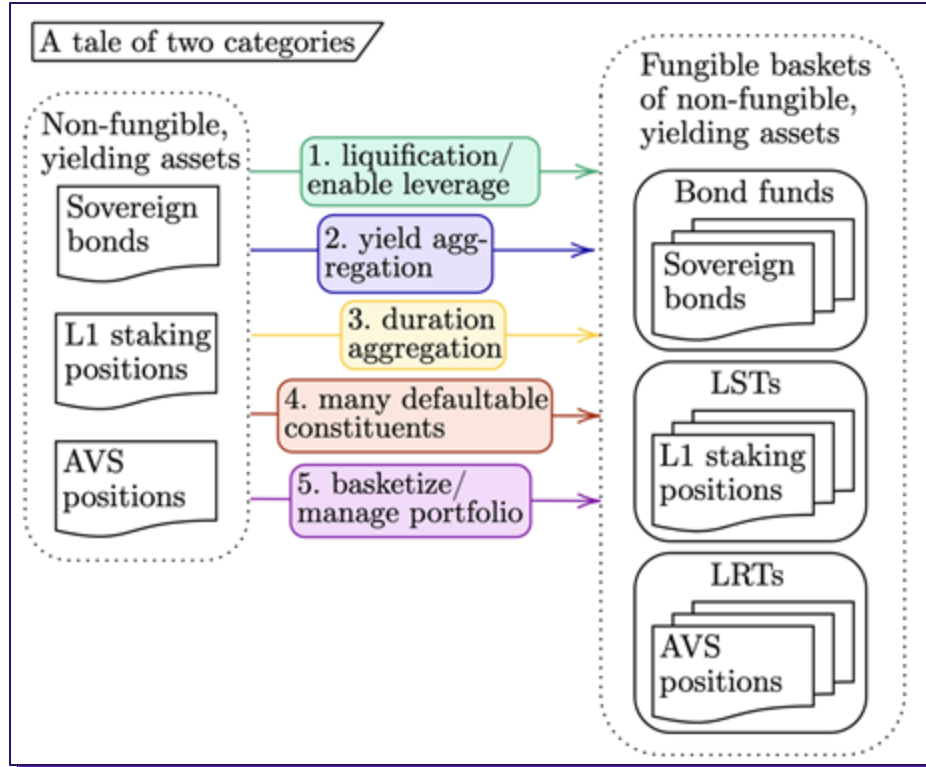 A tale of two categories
Non-fungible,
yielding assets
Sovereign
bonds
L1 staking
positions
AVS
positions
1. liquification/
enable leverage
2. yield agg-
regation
3. duration
aggregation
4. many defaultable
constituents
5. basketize/
manage portfolio
Fungible baskets
of non-fungible,
yielding assets
Bond funds
Sovereign
bonds
LSTs
L1 staking
positions
LRTs
AVS
positions